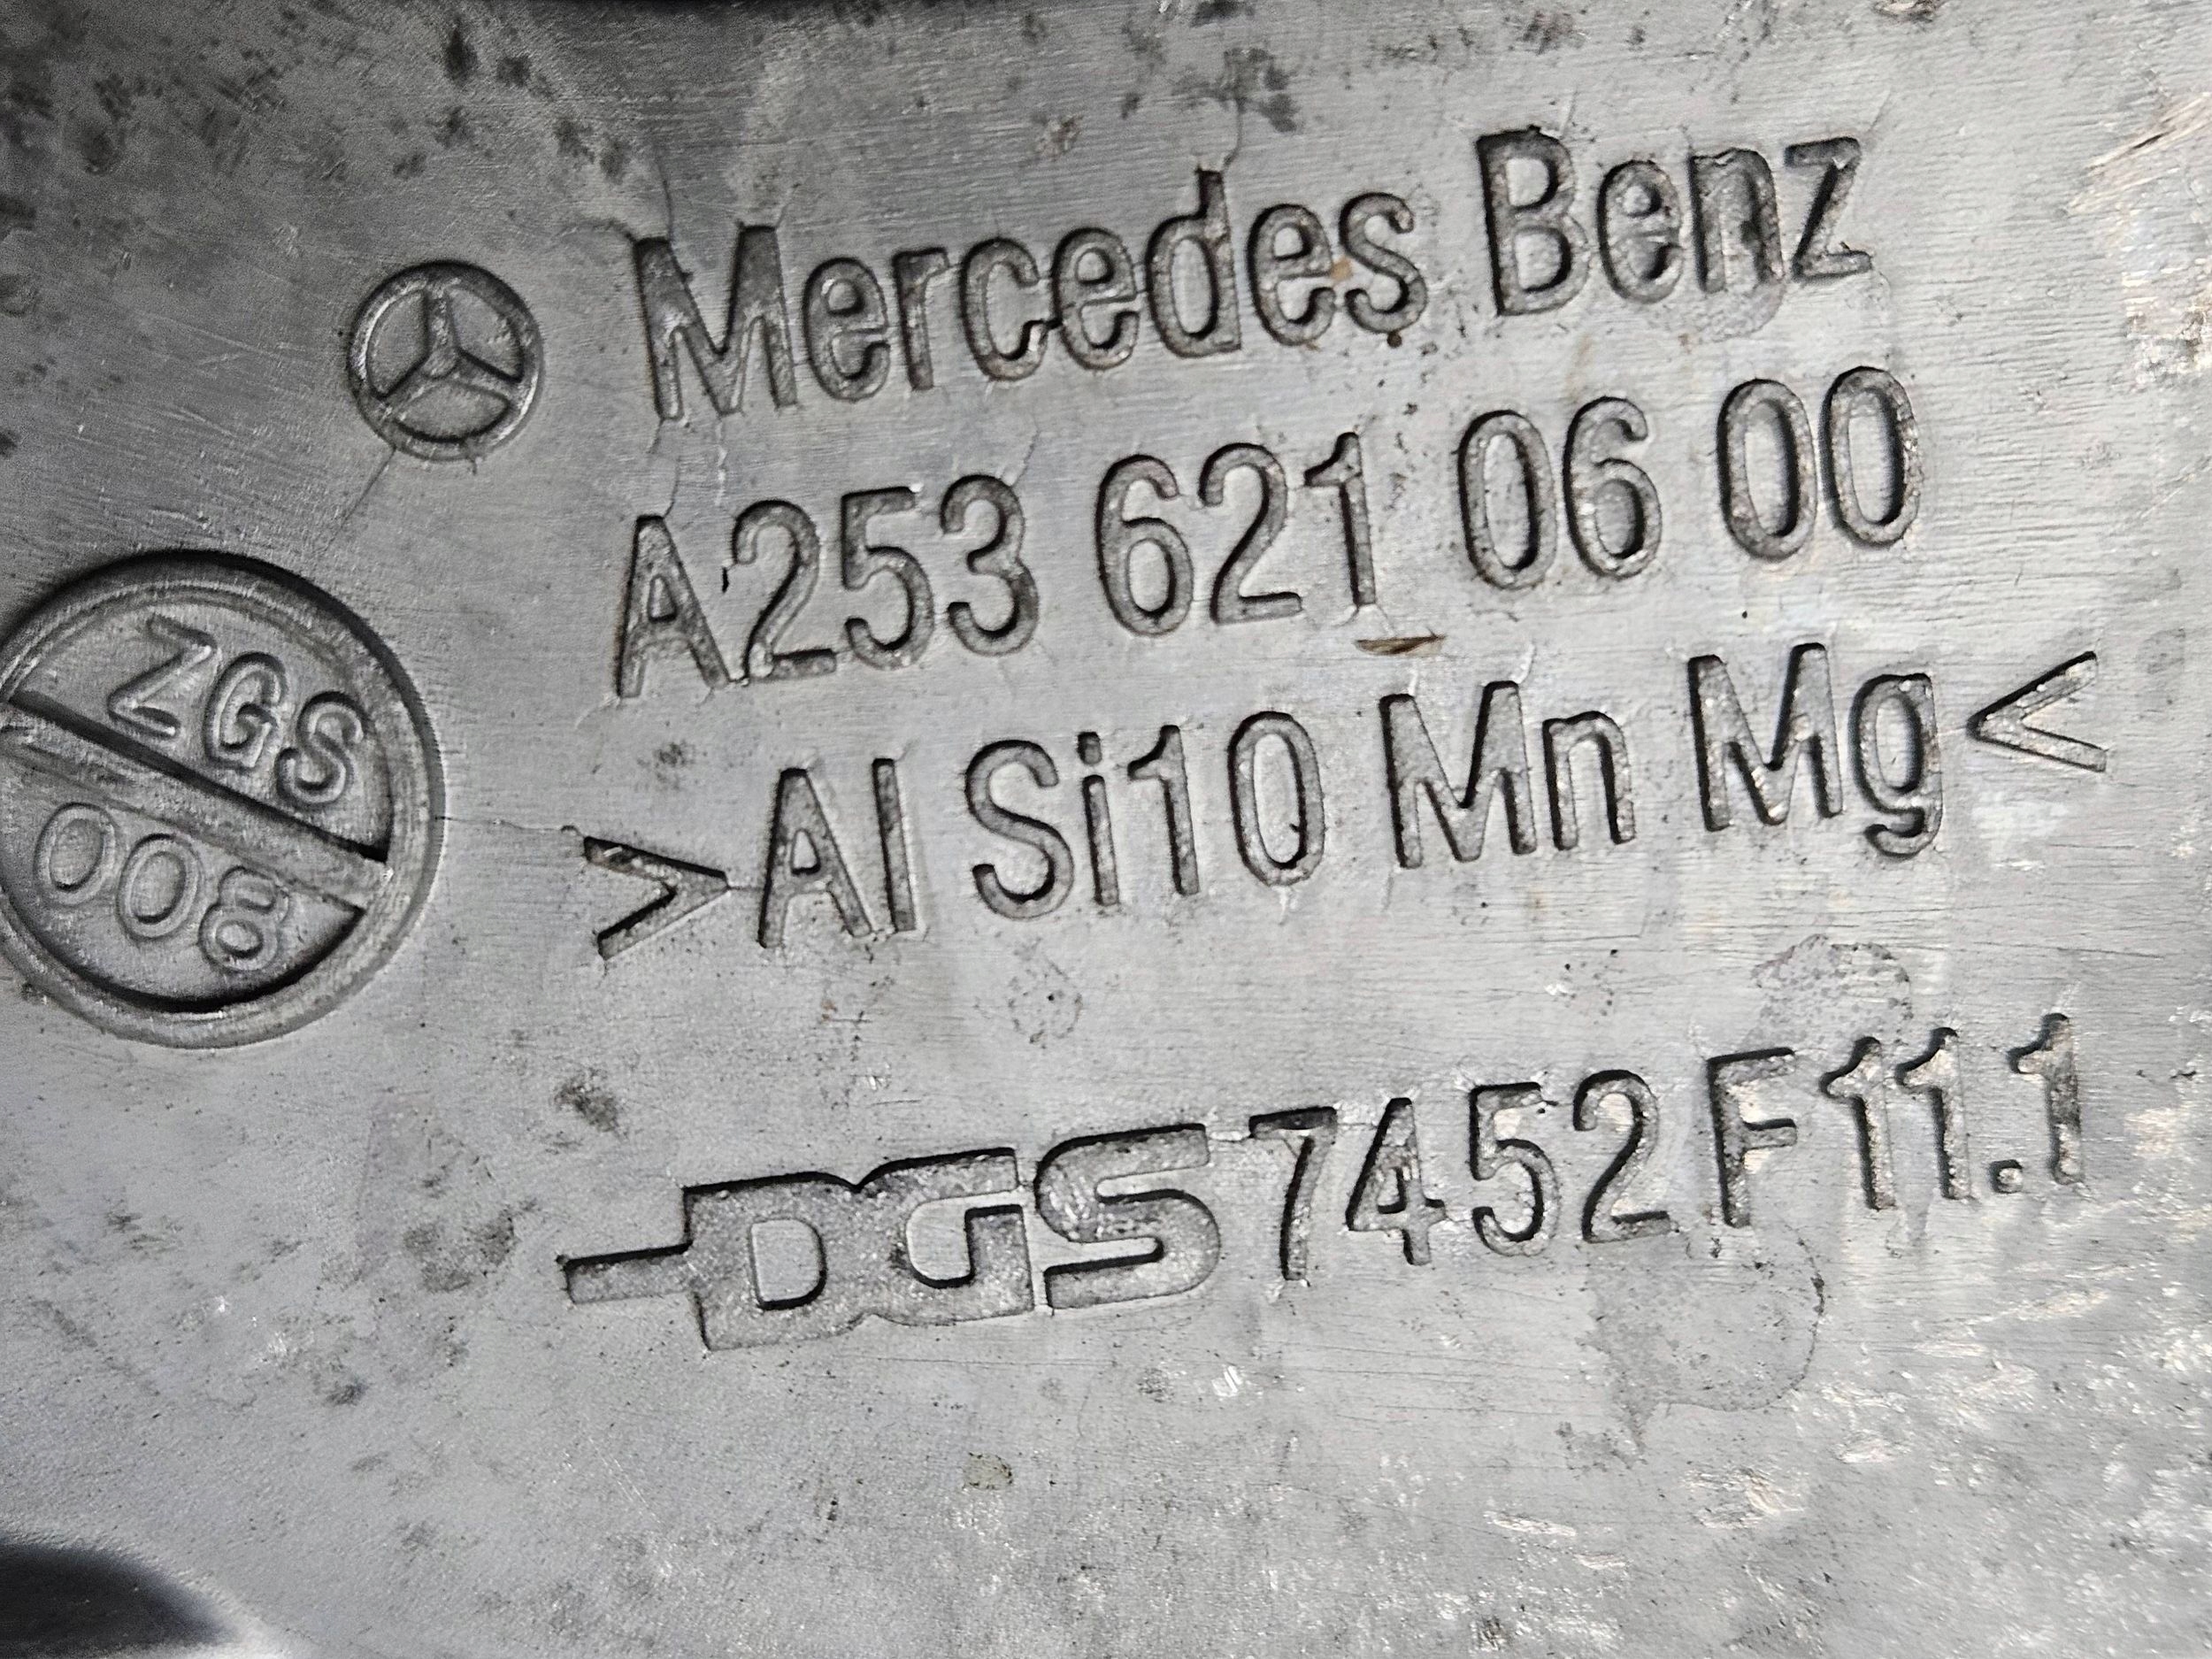 Mercedes Benz
A253 621 06 00
>Al Si10 Mn Mg<
ZGS
008
DGS 7452 F11.1